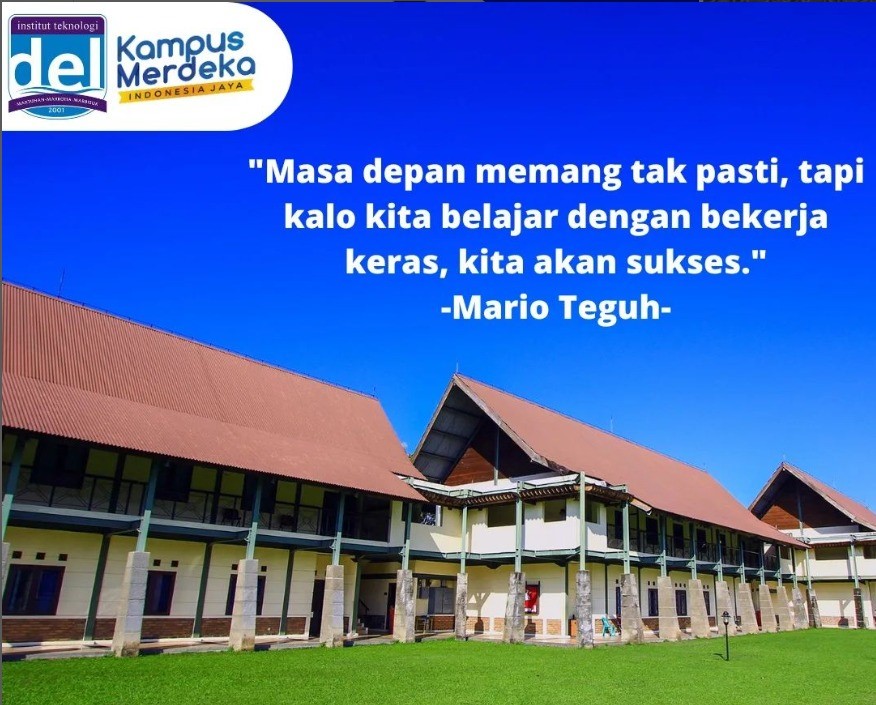 institut teknologi
del
MARTUHAN-MARROHA-MARBISUK
2001
Kampus
Merdeka
INDONESIA JAYA
"Masa depan memang tak pasti, tapi
kalo kita belajar dengan bekerja
keras, kita akan sukses."
-Mario Teguh-